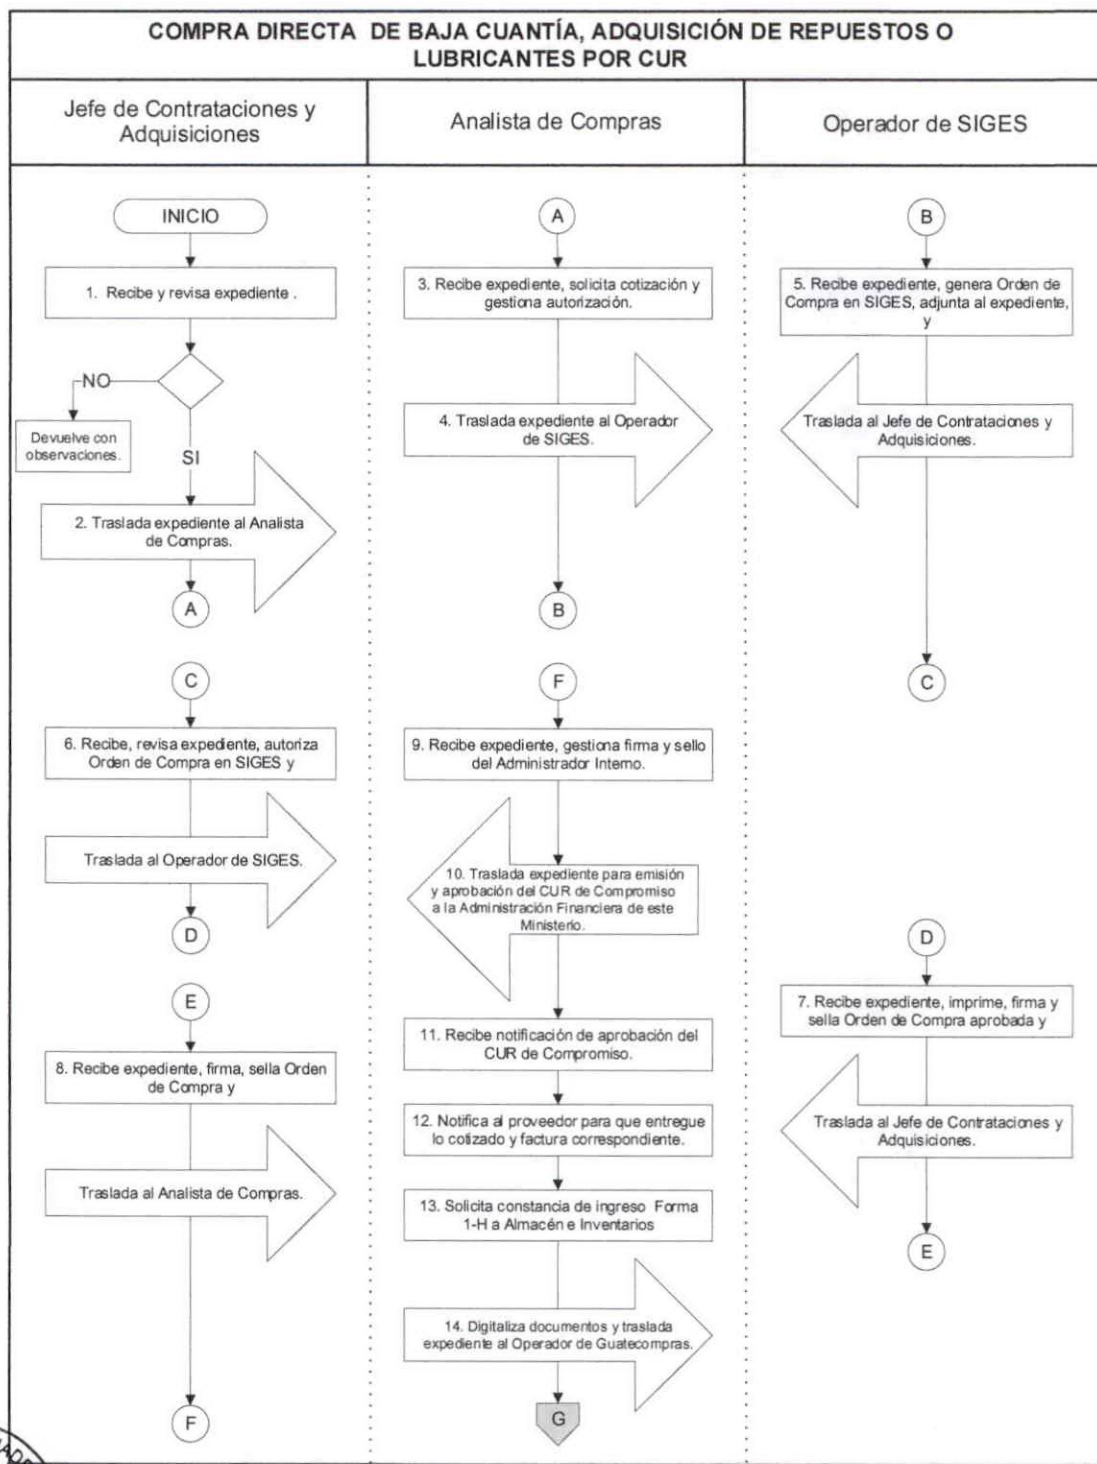 COMPRA DIRECTA DE BAJA CUANTÍA, ADQUISICIÓN DE REPUESTOS O
LUBRICANTES POR CUR
Jefe de Contrataciones y
Adquisiciones
Analista de Compras
Operador de SIGES
INICIO
1. Recibe y revisa expediente .
NO
Devuelve con
observaciones.
SI
2. Traslada expediente al Analista
de Compras.
A
C
6. Recibe, revisa expediente, autoriza
Orden de Compra en SIGES y
Traslada al Operador de SIGES.
D
E
8. Recibe expediente, firma, sella Orden
de Compra y
Traslada al Analista de Compras.
F
A
3. Recibe expediente, solicita cotización y
gestiona autorización.
4. Traslada expediente al Operador
de SIGES.
B
F
9. Recibe expediente, gestiona firma y sello
del Administrador Interno.
10. Traslada expediente para emisión
y aprobación del CUR de Compromiso
a la Administración Financiera de este
Ministerio.
11. Recibe notificación de aprobación del
CUR de Compromiso.
12. Notifica al proveedor para que entregue
lo cotizado y factura correspondiente.
13. Solicita constancia de ingreso Forma
1-H a Almacén e Inventarios
14. Digitaliza documentos y traslada
expediente al Operador de Guatecompras.
G
B
5. Recibe expediente, genera Orden de
Compra en SIGES, adjunta al expediente,
y
Traslada al Jefe de Contrataciones y
Adquisiciones.
C
D
7. Recibe expediente, imprime, firma y
sella Orden de Compra aprobada y
Traslada al Jefe de Contrataciones y
Adquisiciones.
E